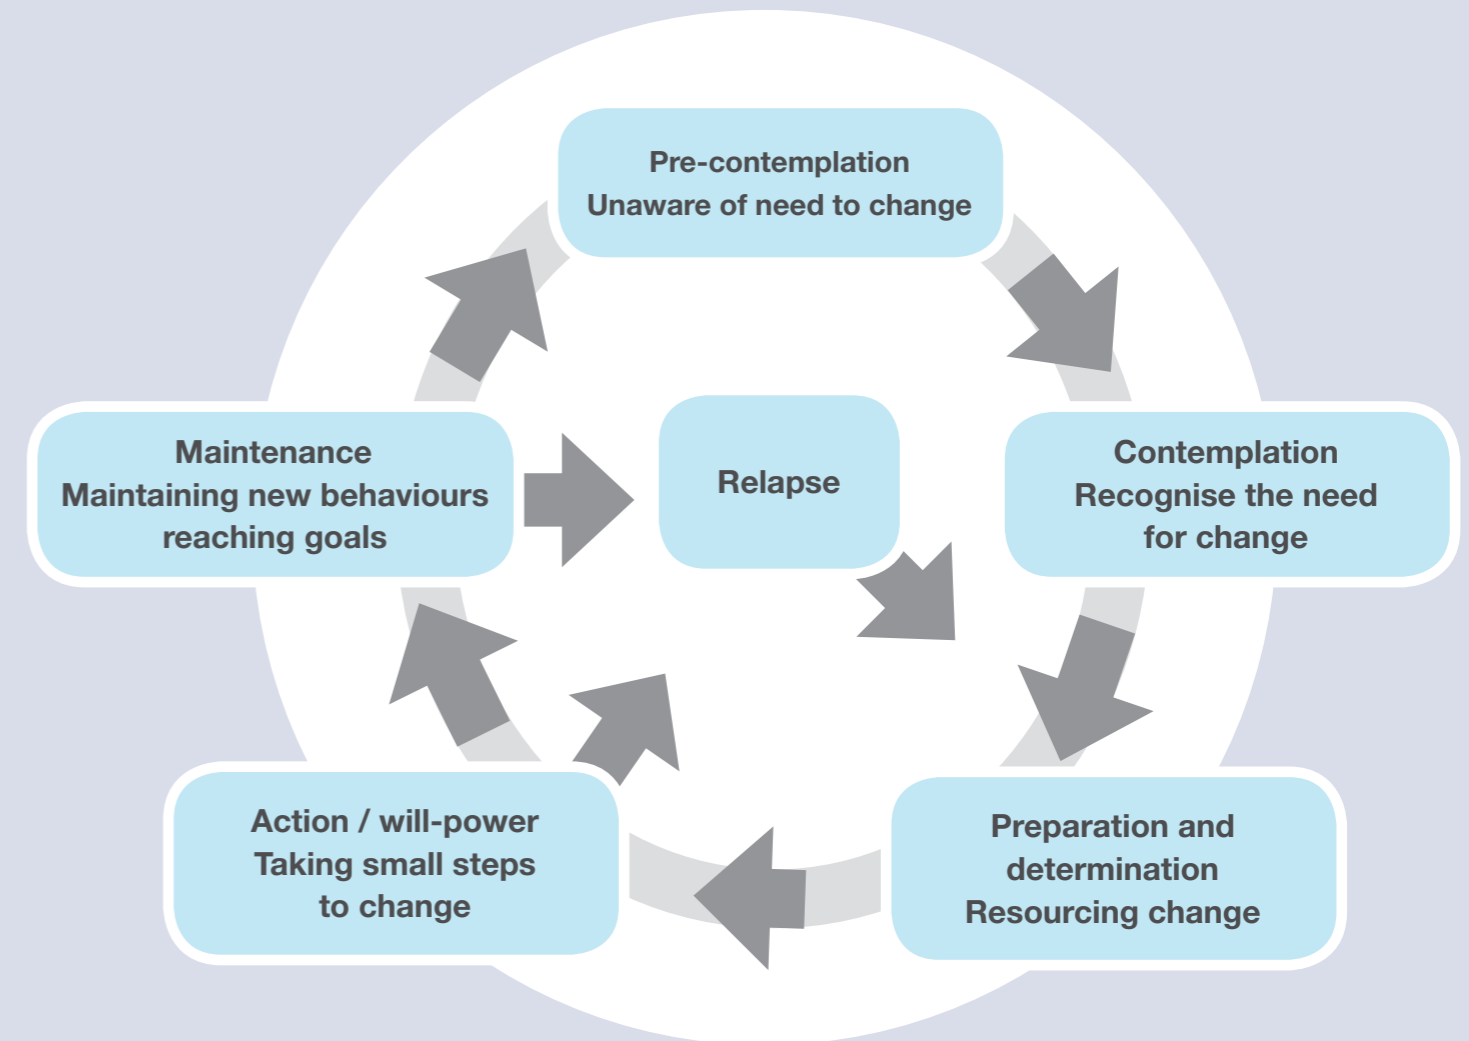 Pre-contemplation
Unaware of need to change
Maintenance
Maintaining new behaviours
reaching goals
Relapse
Contemplation
Recognise the need
for change
Action / will-power
Taking small steps
to change
Preparation and
determination
Resourcing change